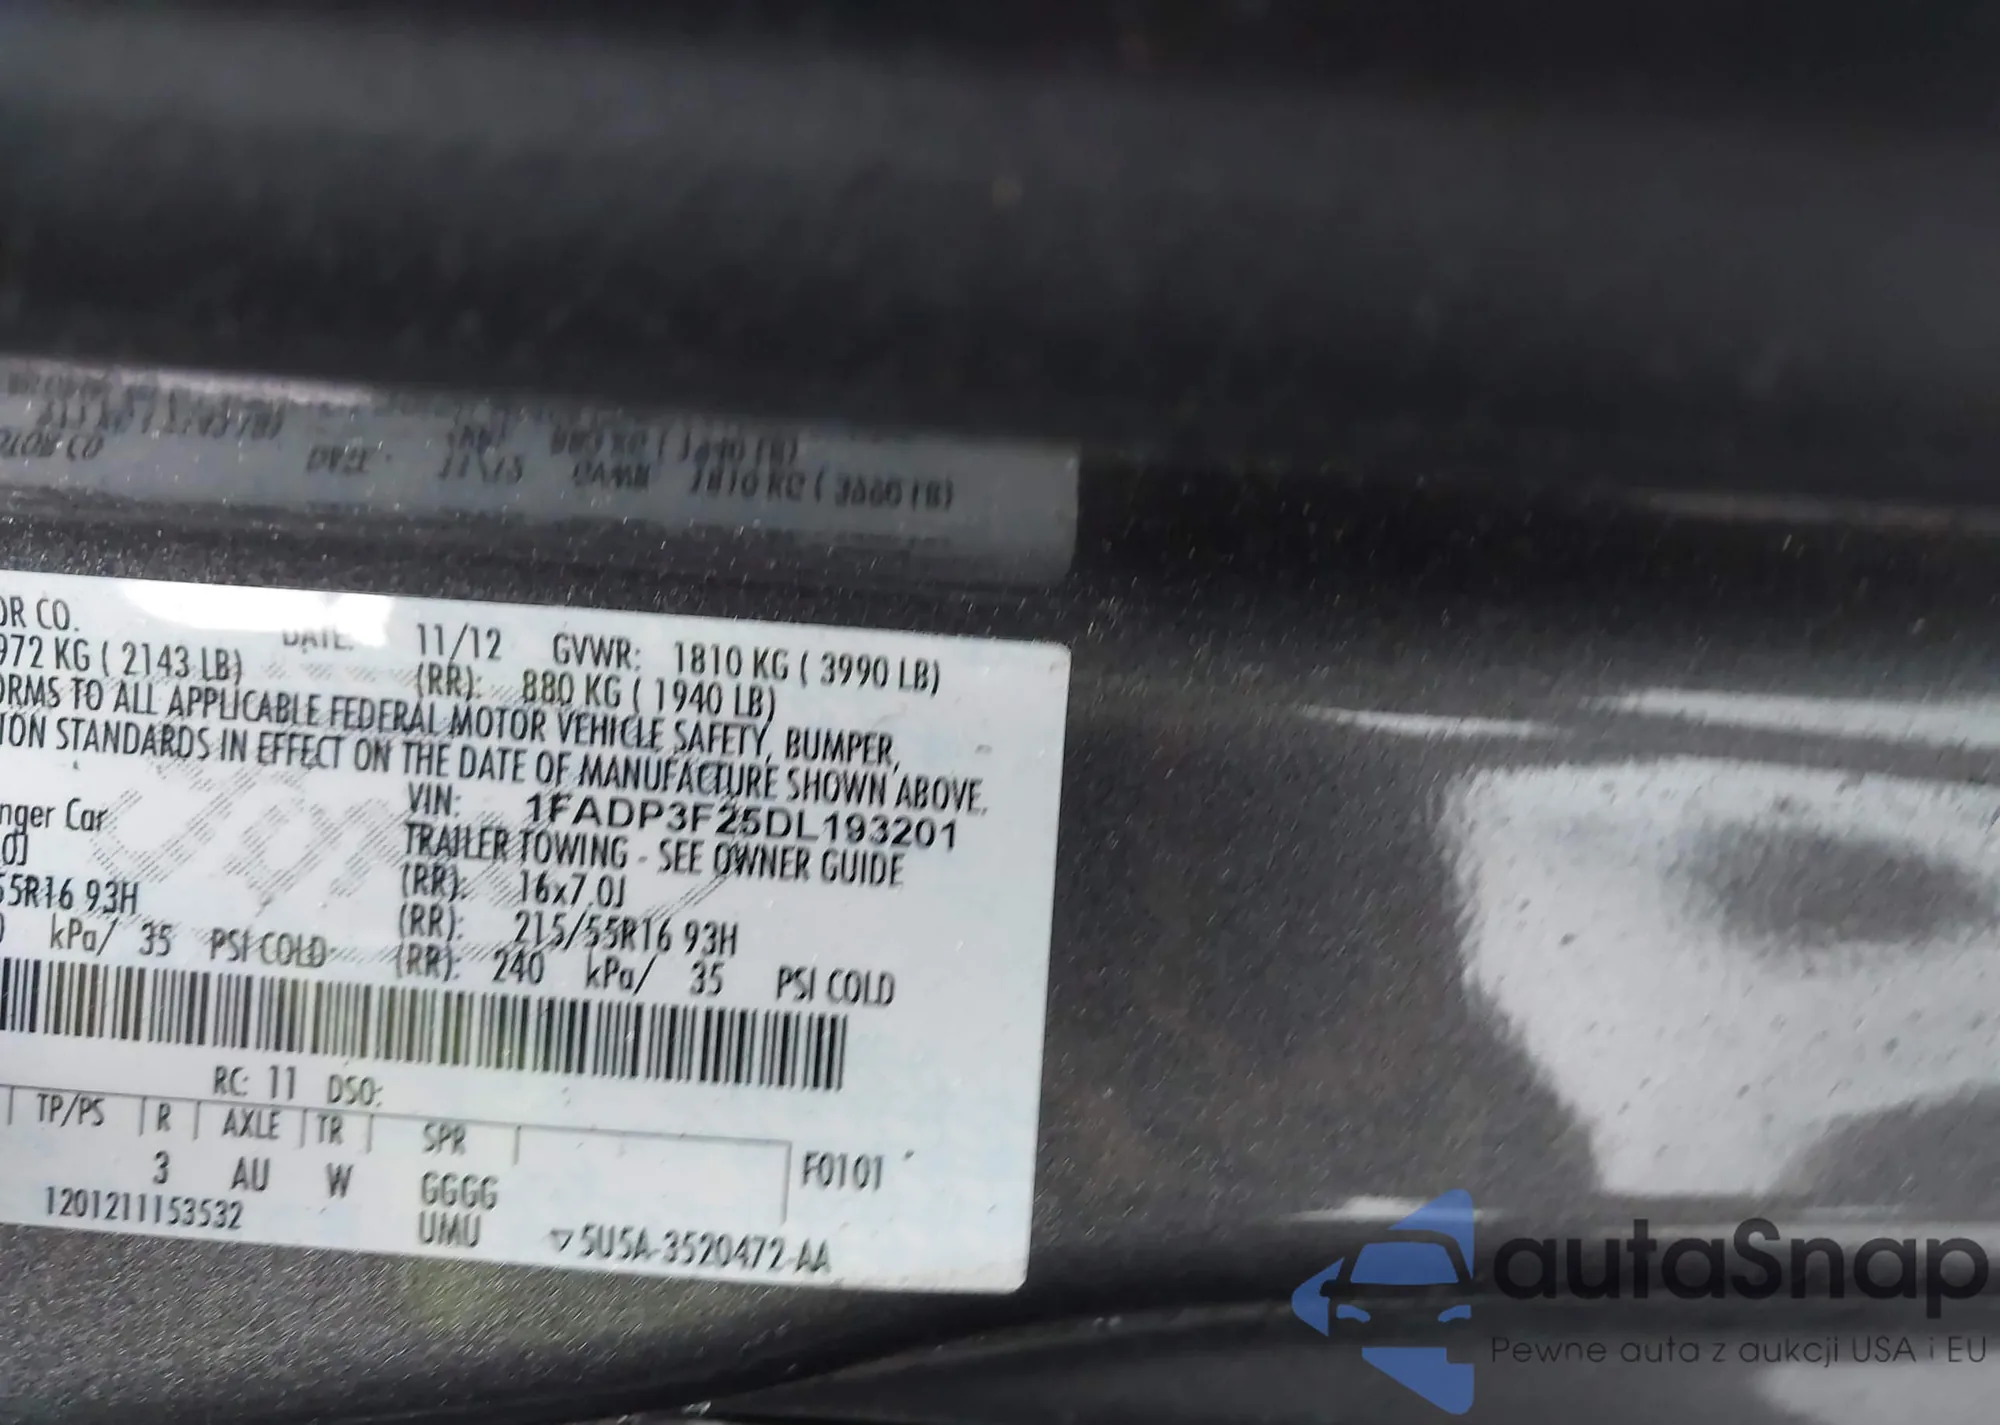 OR CO. DATE: 11/12 GVWR: 1810 KG ( 3990 LB)
972 KG ( 2143 LB) (RR): 880 KG ( 1940 LB)
ORMS TO ALL APPLICABLE FEDERAL MOTOR VEHICLE SAFETY, BUMPER,
ION STANDARDS IN EFFECT ON THE DATE OF MANUFACTURE SHOWN ABOVE.
VIN: 1FADP3F25DL193201
nger Car TRAILER TOWING - SEE OWNER GUIDE
0J (RR): 16x7.0J
55R16 93H (RR): 215/55R16 93H
0 kPa/ 35 PSI COLD (RR): 240 kPa/ 35 PSI COLD
RC: 11 DSO:
TP/PS R AXLE TR SPR
3 AU W GGGG F0101
1201211153532 UMU ▽5U5A-3520472-AA
autaSnap
Pewne auta z aukcji USA i EU